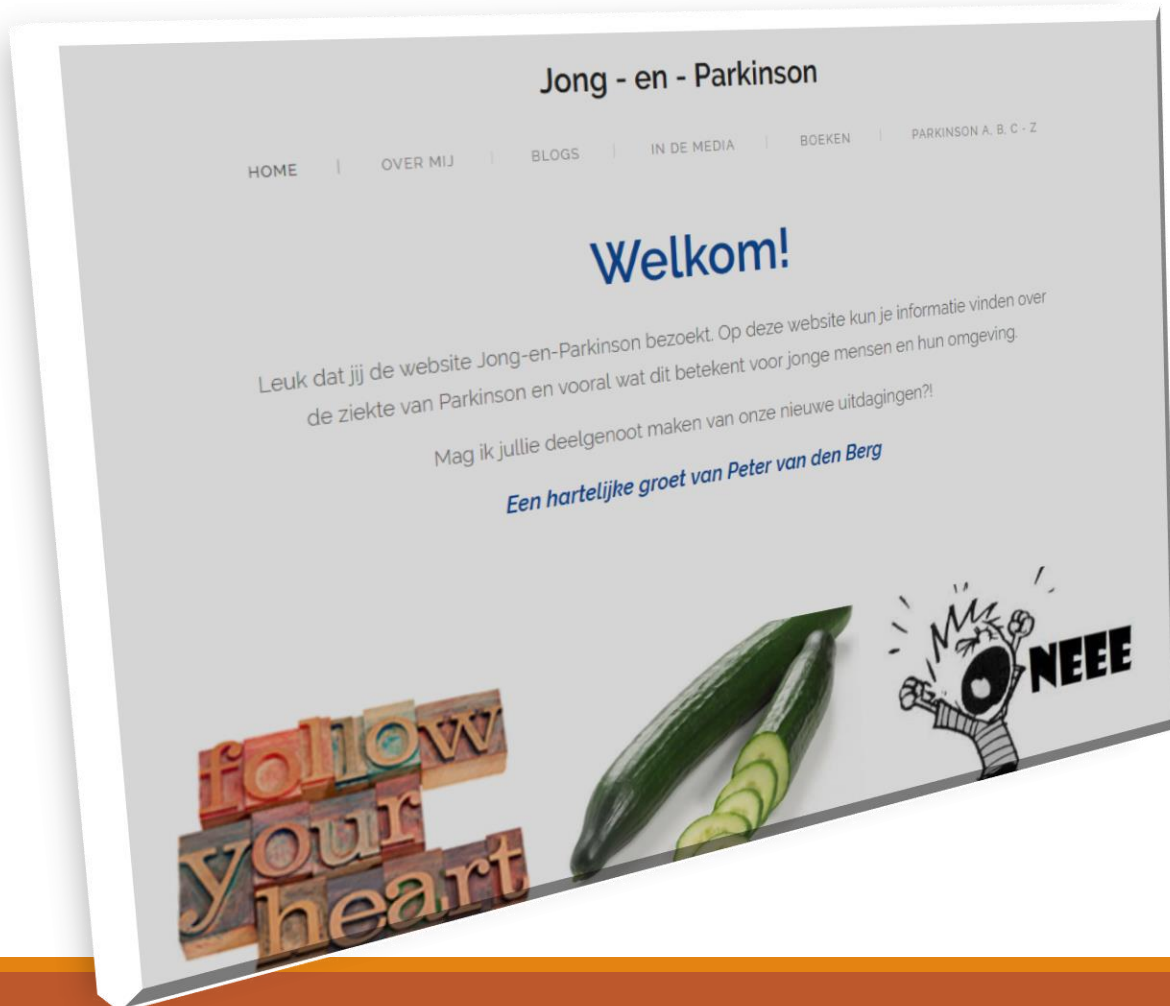 Jong - en - Parkinson
HOME | OVER MIJ | BLOGS | IN DE MEDIA | BOEKEN | PARKINSON A, B, C - Z
Welkom!
Leuk dat jij de website Jong-en-Parkinson bezoekt. Op deze website kun je informatie vinden over
de ziekte van Parkinson en vooral wat dit betekent voor jonge mensen en hun omgeving.
Mag ik jullie deelgenoot maken van onze nieuwe uitdagingen?!
Een hartelijke groet van Peter van den Berg
NEEE
follow
your
heart